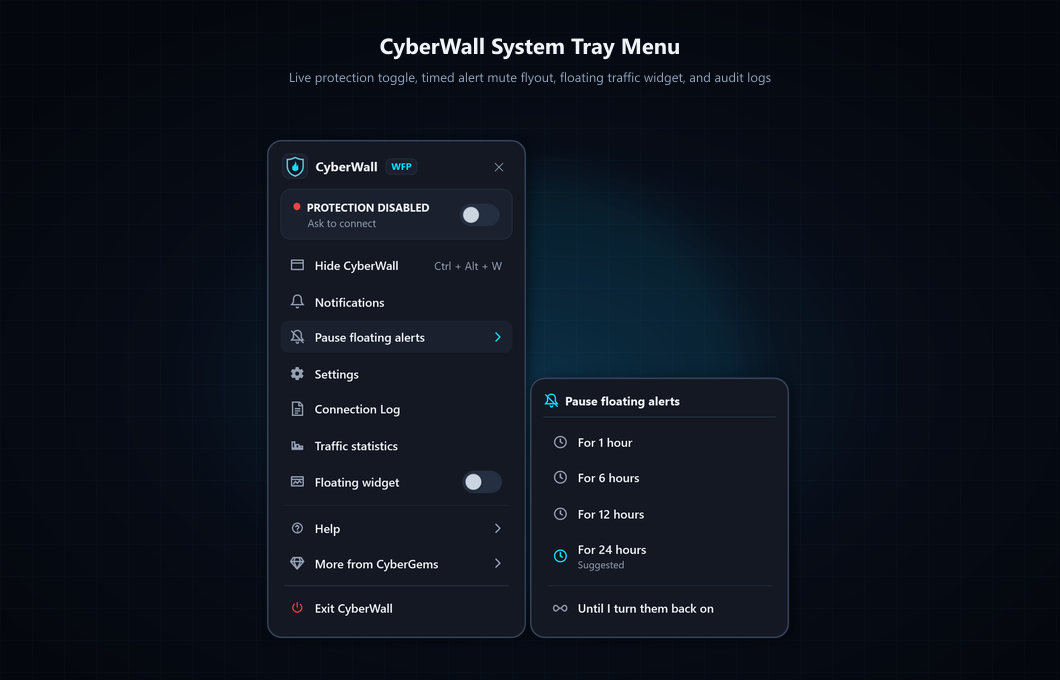 CyberWall System Tray Menu
Live protection toggle, timed alert mute flyout, floating traffic widget, and audit logs
CyberWall WFP
PROTECTION DISABLED
Ask to connect
Hide CyberWall Ctrl + Alt + W
Notifications
Pause floating alerts
Settings
Connection Log
Traffic statistics
Floating widget
Help
More from CyberGems
Exit CyberWall
Pause floating alerts
For 1 hour
For 6 hours
For 12 hours
For 24 hours
Suggested
Until I turn them back on